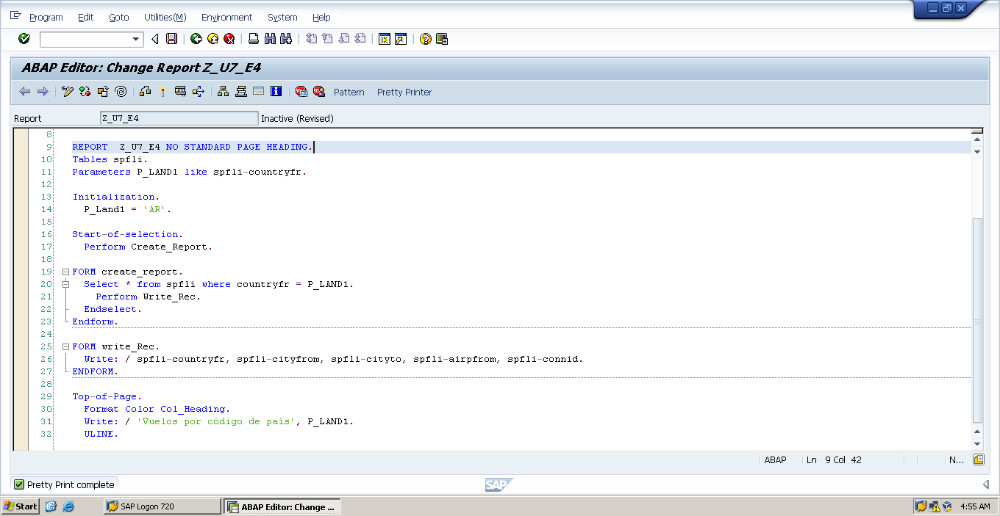 Program Edit Goto Utilities(M) Environment System Help
ABAP Editor: Change Report Z_U7_E4
Pattern Pretty Printer
Report Z_U7_E4 Inactive (Revised)
8
9 REPORT Z_U7_E4 NO STANDARD PAGE HEADING.
10 Tables spfli.
11 Parameters P_LAND1 like spfli-countryfr.
12
13 Initialization.
14 P_Land1 = 'AR'.
15
16 Start-of-selection.
17 Perform Create_Report.
18
19 FORM create_report.
20 Select * from spfli where countryfr = P_LAND1.
21 Perform Write_Rec.
22 Endselect.
23 Endform.
24
25 FORM write_Rec.
26 Write: / spfli-countryfr, spfli-cityfrom, spfli-cityto, spfli-airpfrom, spfli-connid.
27 ENDFORM.
28
29 Top-of-Page.
30 Format Color Col_Heading.
31 Write: / 'Vuelos por código de país', P_LAND1.
32 ULINE.
ABAP Ln 9 Col 42 N...
Pretty Print complete SAP
Start SAP Logon 720 ABAP Editor: Change ... 4:55 AM